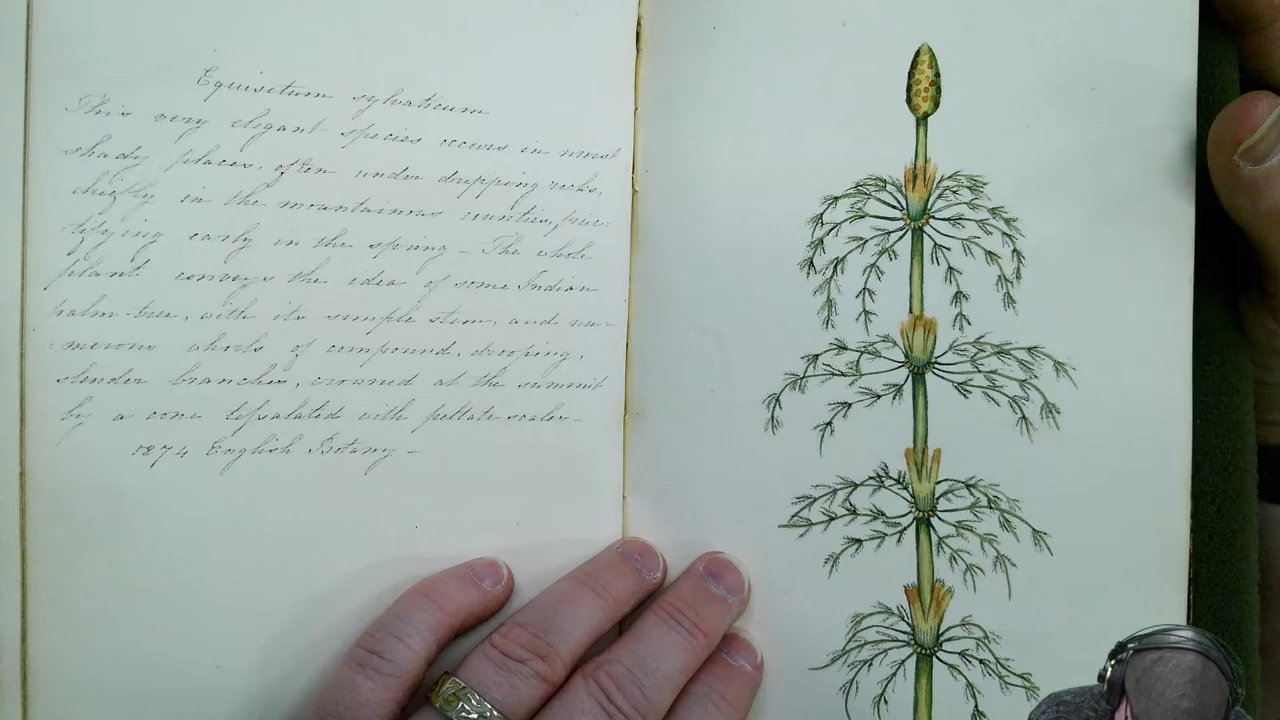 Equisetum sylvaticum
This very elegant species occurs in moist
shady places, often under dripping rocks,
chiefly in the mountainous counties, fruc:
:tifying early in the spring - The whole
plant conveys the idea of some Indian
palm-tree, with its simple stem, and nu-
:merous whorls of compound, drooping,
slender branches, crowned at the summit
by a cone tessalated with peltate scales-
1874 English Botany -